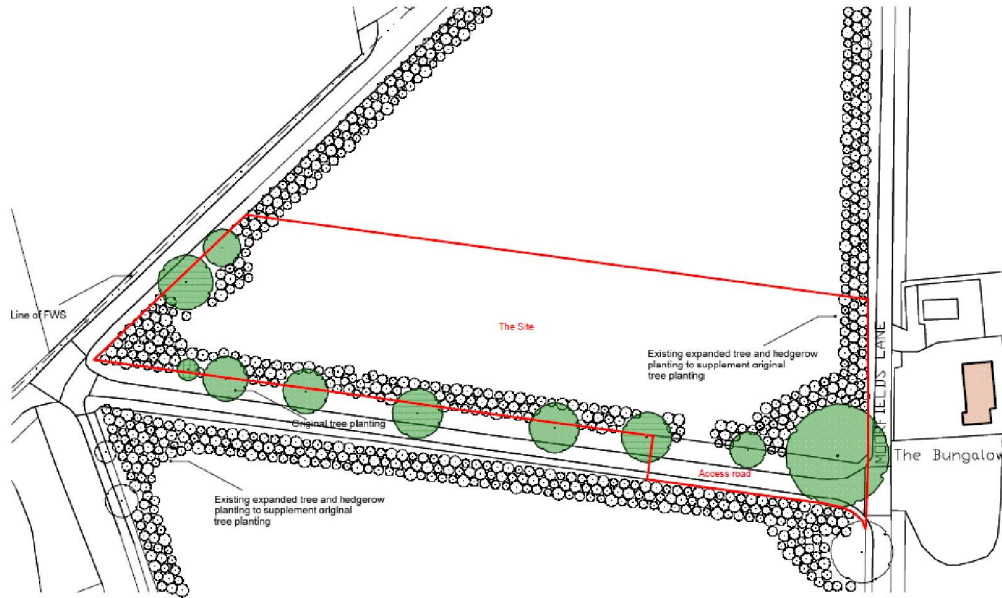 Line of FWS
The Site
Existing expanded tree and hedgerow
planting to supplement original
tree planting
FIELDS LANE
Original tree planting
The Bungalow
Access road
Existing expanded tree and hedgerow
planting to supplement original
tree planting